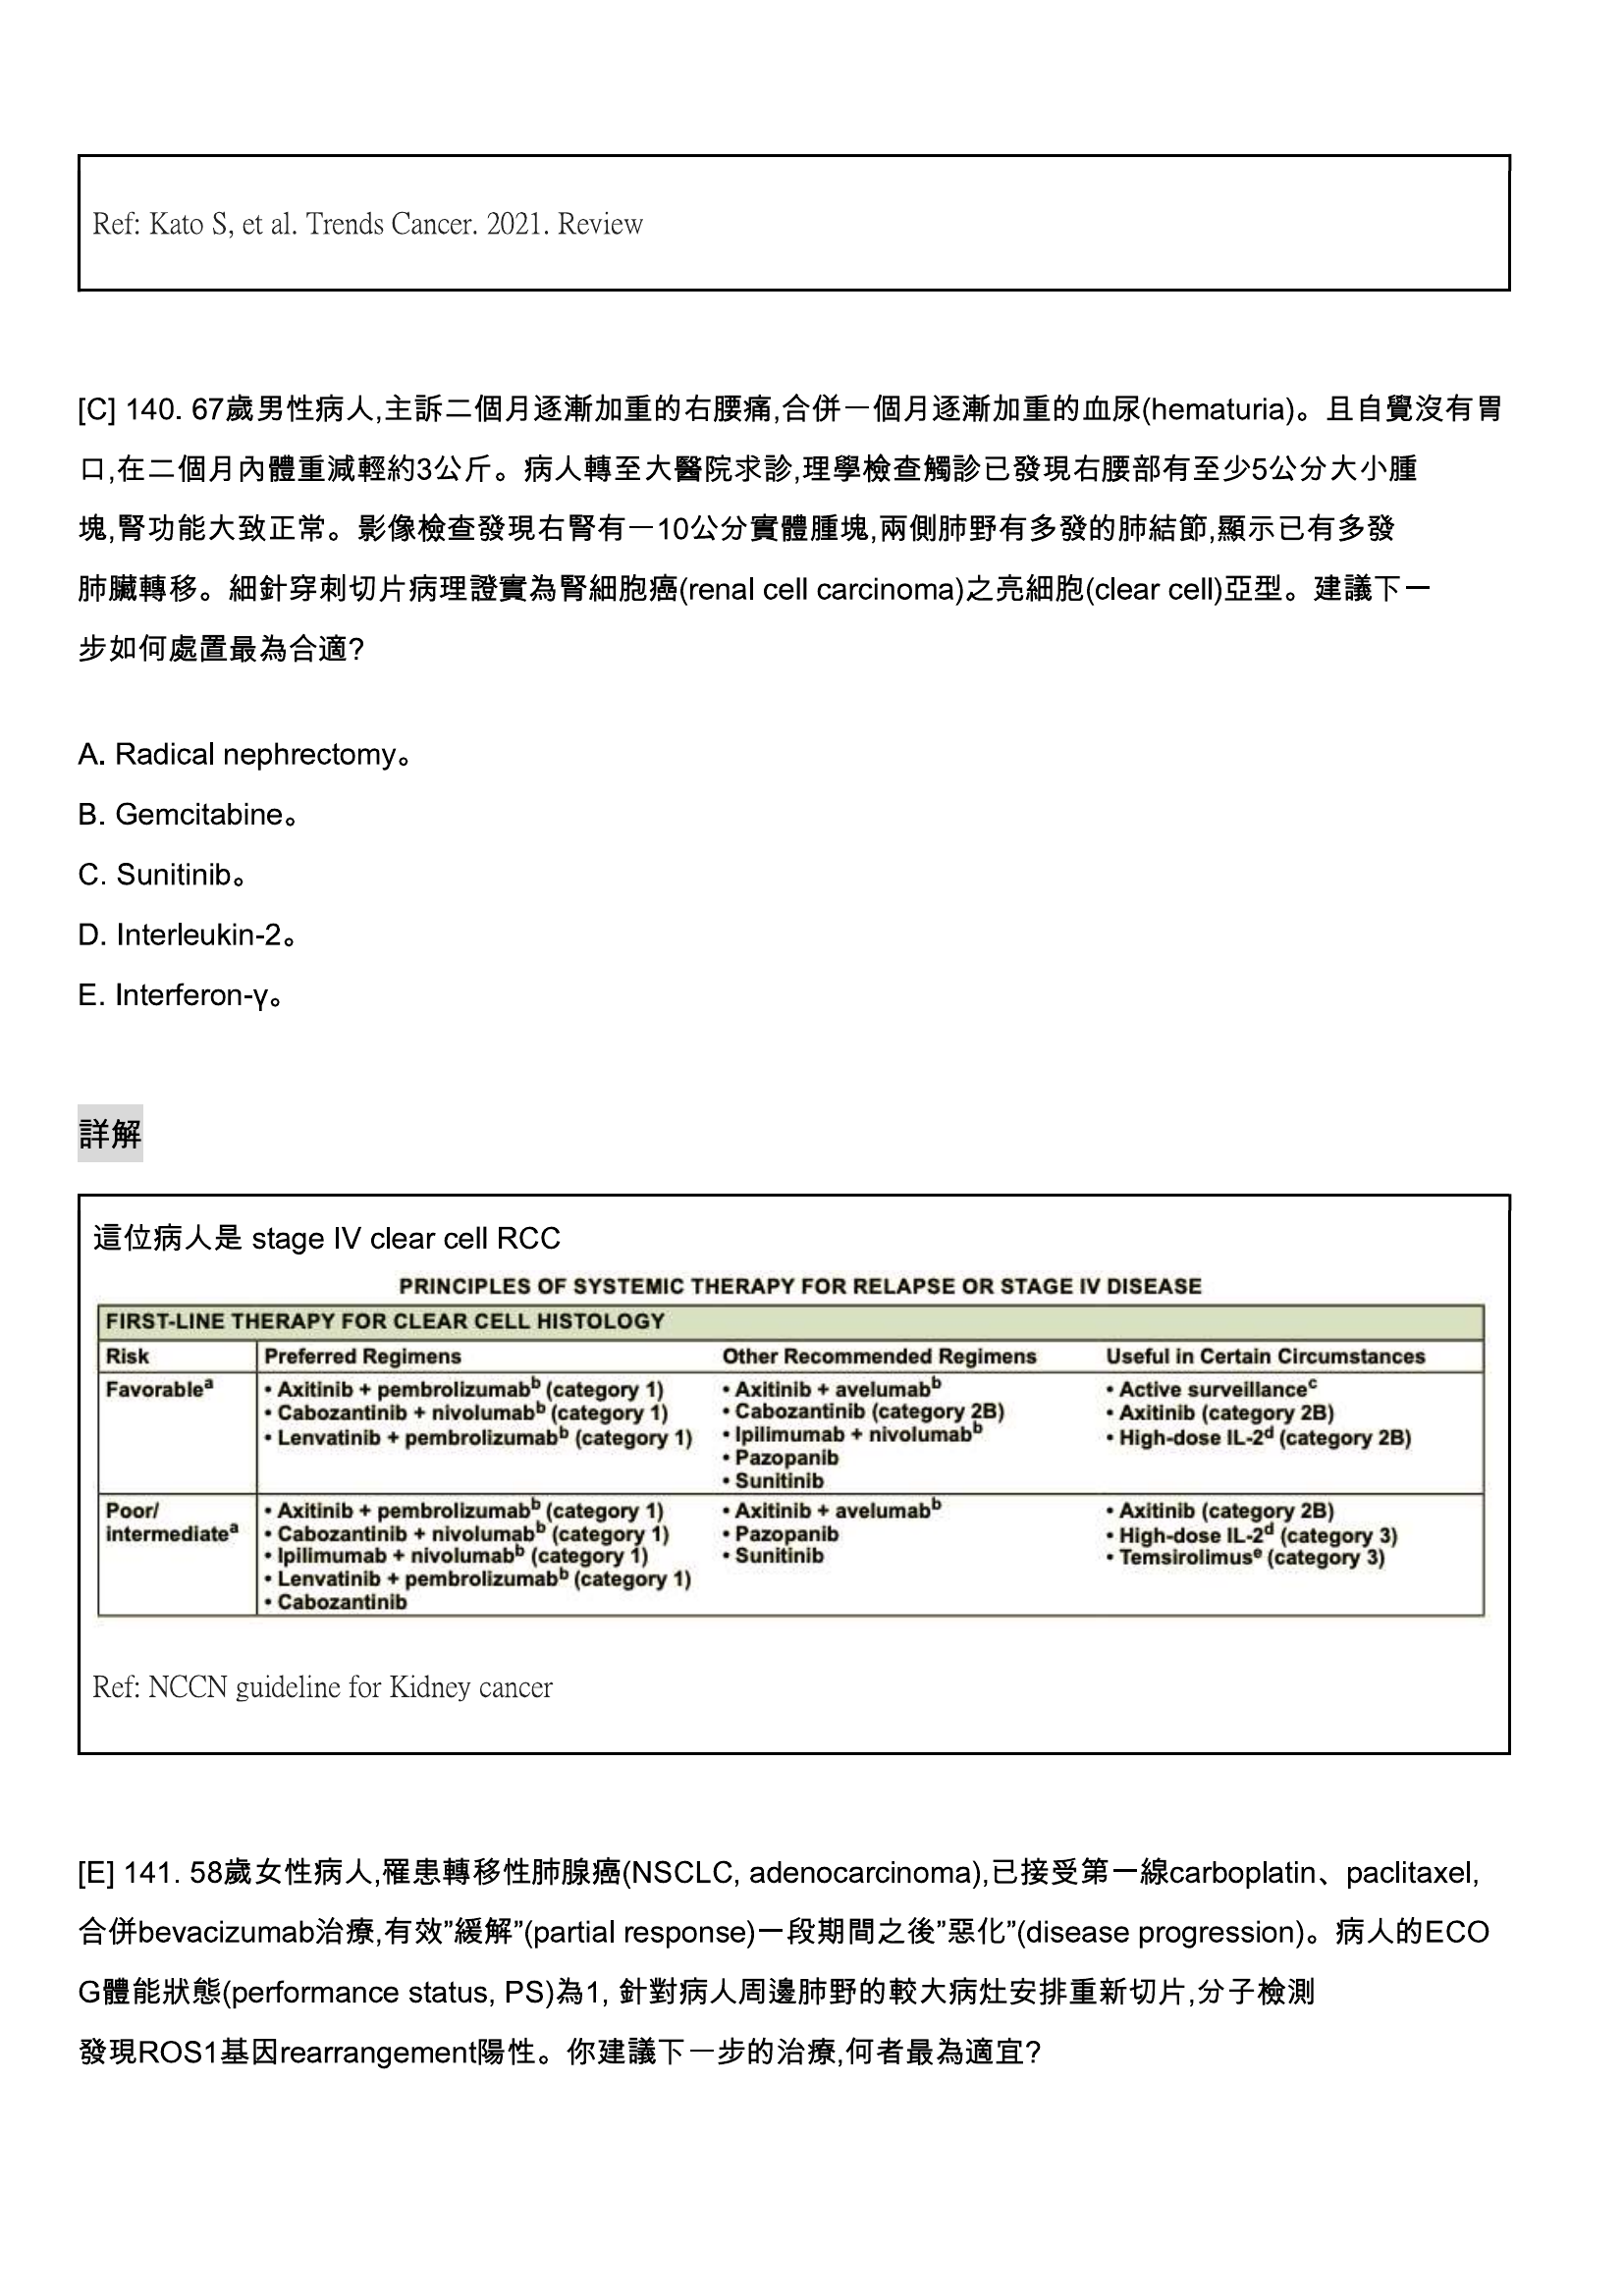 Ref: Kato S, et al. Trends Cancer. 2021. Review
[C] 140. 67歲男性病人,主訴二個月逐漸加重的右腰痛,合併一個月逐漸加重的血尿(hematuria)。且自覺沒有胃
口,在二個月內體重減輕約3公斤。病人轉至大醫院求診,理學檢查觸診已發現右腰部有至少5公分大小腫
塊,腎功能大致正常。影像檢查發現右腎有一10公分實體腫塊,兩側肺野有多發的肺結節,顯示已有多發
肺臟轉移。細針穿刺切片病理證實為腎細胞癌(renal cell carcinoma)之亮細胞(clear cell)亞型。建議下一
步如何處置最為合適?
A. Radical nephrectomy。
B. Gemcitabine。
C. Sunitinib。
D. Interleukin-2。
E. Interferon-γ。
詳解
這位病人是 stage IV clear cell RCC
PRINCIPLES OF SYSTEMIC THERAPY FOR RELAPSE OR STAGE IV DISEASE
FIRST-LINE THERAPY FOR CLEAR CELL HISTOLOGY
Risk Preferred Regimens Other Recommended Regimens Useful in Certain Circumstances
Favorableᵃ • Axitinib + pembrolizumabᵇ (category 1) • Axitinib + avelumabᵇ • Active surveillanceᶜ
• Cabozantinib + nivolumabᵇ (category 1) • Cabozantinib (category 2B) • Axitinib (category 2B)
• Lenvatinib + pembrolizumabᵇ (category 1) • Ipilimumab + nivolumabᵇ • High-dose IL-2ᵈ (category 2B)
• Pazopanib
• Sunitinib
Poor/ • Axitinib + pembrolizumabᵇ (category 1) • Axitinib + avelumabᵇ • Axitinib (category 2B)
intermediateᵃ • Cabozantinib + nivolumabᵇ (category 1) • Pazopanib • High-dose IL-2ᵈ (category 3)
• Ipilimumab + nivolumabᵇ (category 1) • Sunitinib • Temsirolimusᵉ (category 3)
• Lenvatinib + pembrolizumabᵇ (category 1)
• Cabozantinib
Ref: NCCN guideline for Kidney cancer
[E] 141. 58歲女性病人,罹患轉移性肺腺癌(NSCLC, adenocarcinoma),已接受第一線carboplatin、paclitaxel,
合併bevacizumab治療,有效”緩解”(partial response)一段期間之後”惡化”(disease progression)。病人的ECO
G體能狀態(performance status, PS)為1, 針對病人周邊肺野的較大病灶安排重新切片,分子檢測
發現ROS1基因rearrangement陽性。你建議下一步的治療,何者最為適宜?